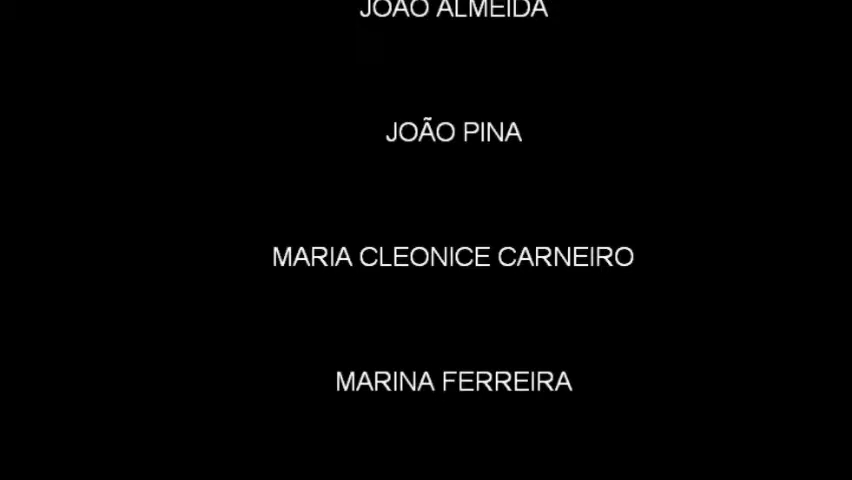 JOÃO ALMEIDA
JOÃO PINA
MARIA CLEONICE CARNEIRO
MARINA FERREIRA